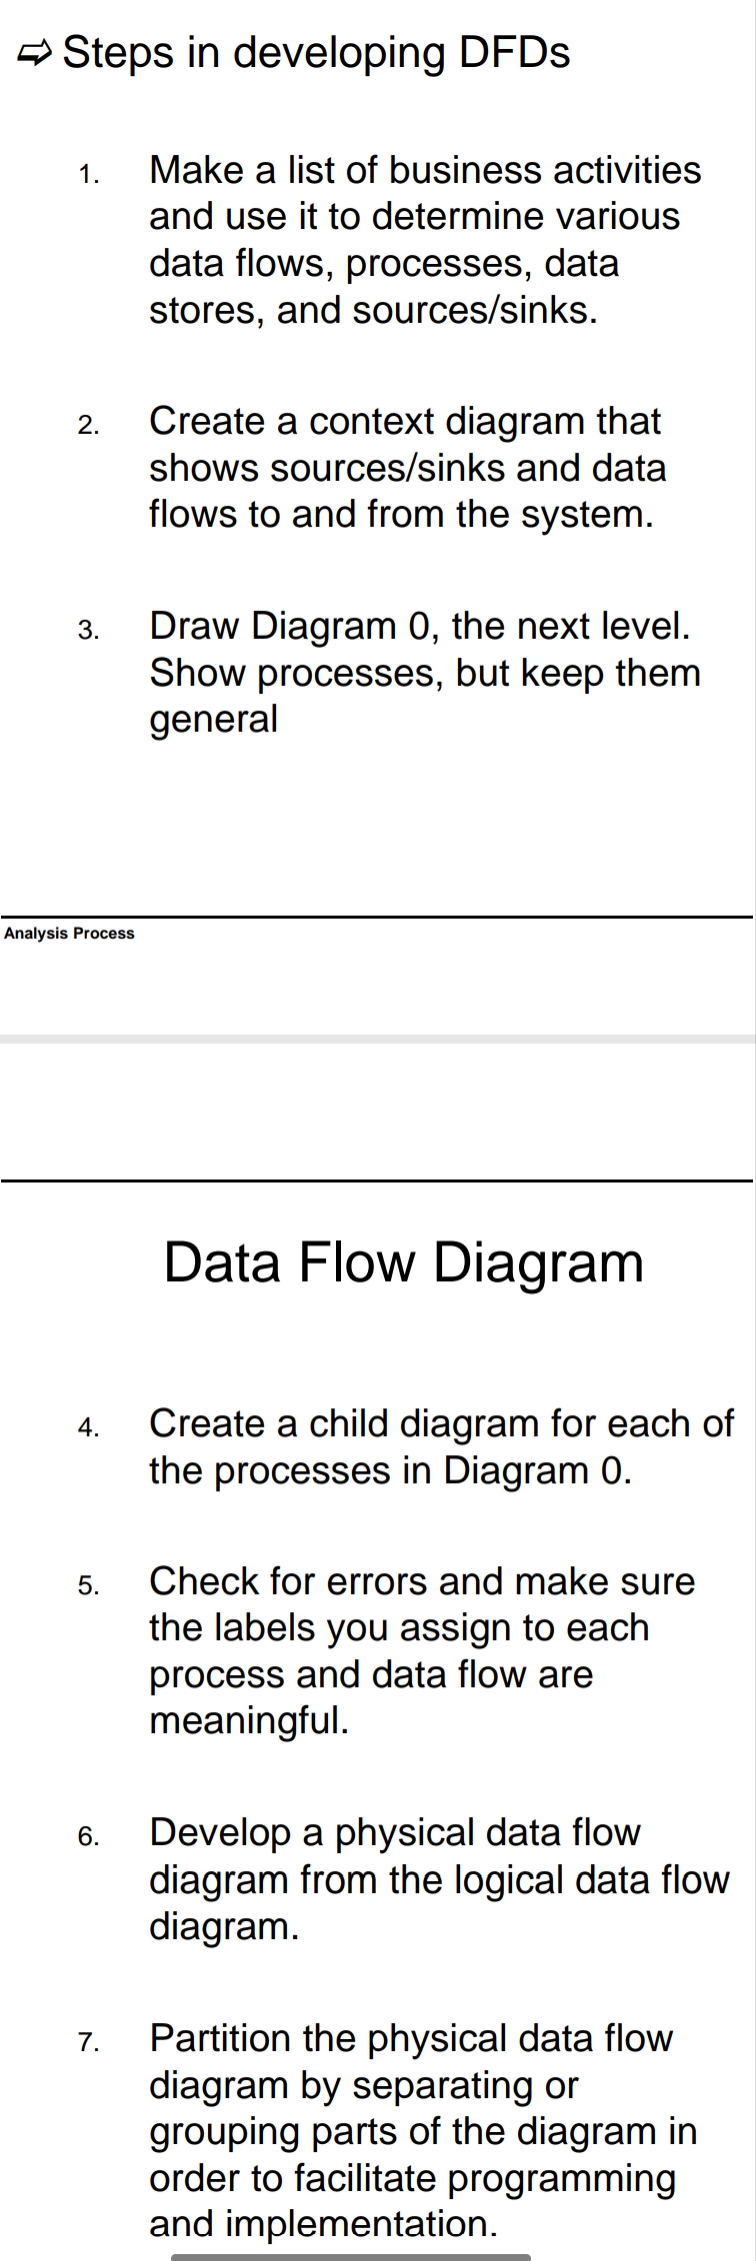 ➩ Steps in developing DFDs
1. Make a list of business activities
and use it to determine various
data flows, processes, data
stores, and sources/sinks.
2. Create a context diagram that
shows sources/sinks and data
flows to and from the system.
3. Draw Diagram 0, the next level.
Show processes, but keep them
general
Analysis Process
Data Flow Diagram
4. Create a child diagram for each of
the processes in Diagram 0.
5. Check for errors and make sure
the labels you assign to each
process and data flow are
meaningful.
6. Develop a physical data flow
diagram from the logical data flow
diagram.
7. Partition the physical data flow
diagram by separating or
grouping parts of the diagram in
order to facilitate programming
and implementation.